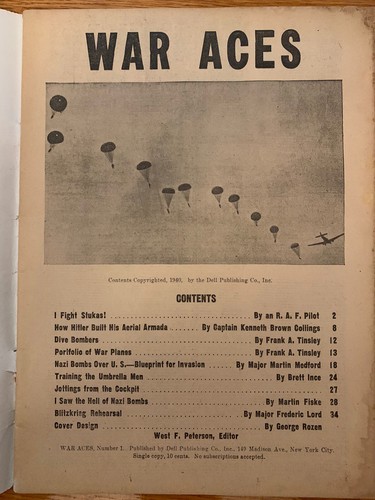 WAR ACES
Contents Copyrighted, 1940, by the Dell Publishing Co., Inc.
CONTENTS
I Fight Stukas! By an R. A. F. Pilot 2
How Hitler Built His Aerial Armada By Captain Kenneth Brown Collings 6
Dive Bombers By Frank A. Tinsley 12
Portfolio of War Planes By Frank A. Tinsley 13
Nazi Bombs Over U. S.—Blueprint for Invasion By Major Martin Medford 18
Training the Umbrella Men By Brett Ince 24
Jottings from the Cockpit 27
I Saw the Hell of Nazi Bombs By Martin Fiske 28
Blitzkrieg Rehearsal By Major Frederic Lord 34
Cover Design By George Rozen
West F. Peterson, Editor
WAR ACES, Number 1. Published by Dell Publishing Co., Inc., 149 Madison Ave., New York City.
Single copy, 10 cents. No subscriptions accepted.